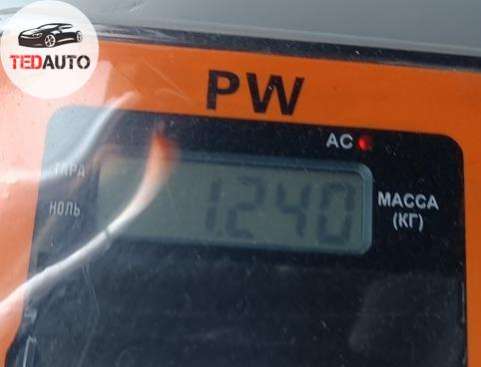 TEDAUTO
PW
AC
ТАРА
НОЛЬ
1.240
МАССА
(КГ)